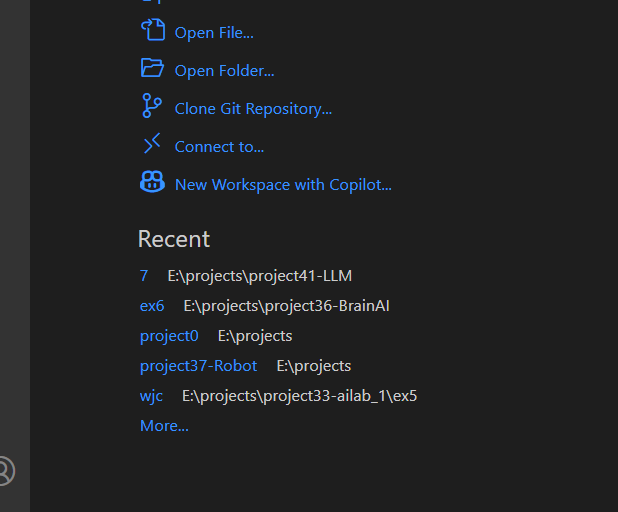 Open File...
Open Folder...
Clone Git Repository...
Connect to...
New Workspace with Copilot...
Recent
7 E:\projects\project41-LLM
ex6 E:\projects\project36-BrainAI
project0 E:\projects
project37-Robot E:\projects
wjc E:\projects\project33-ailab_1\ex5
More...